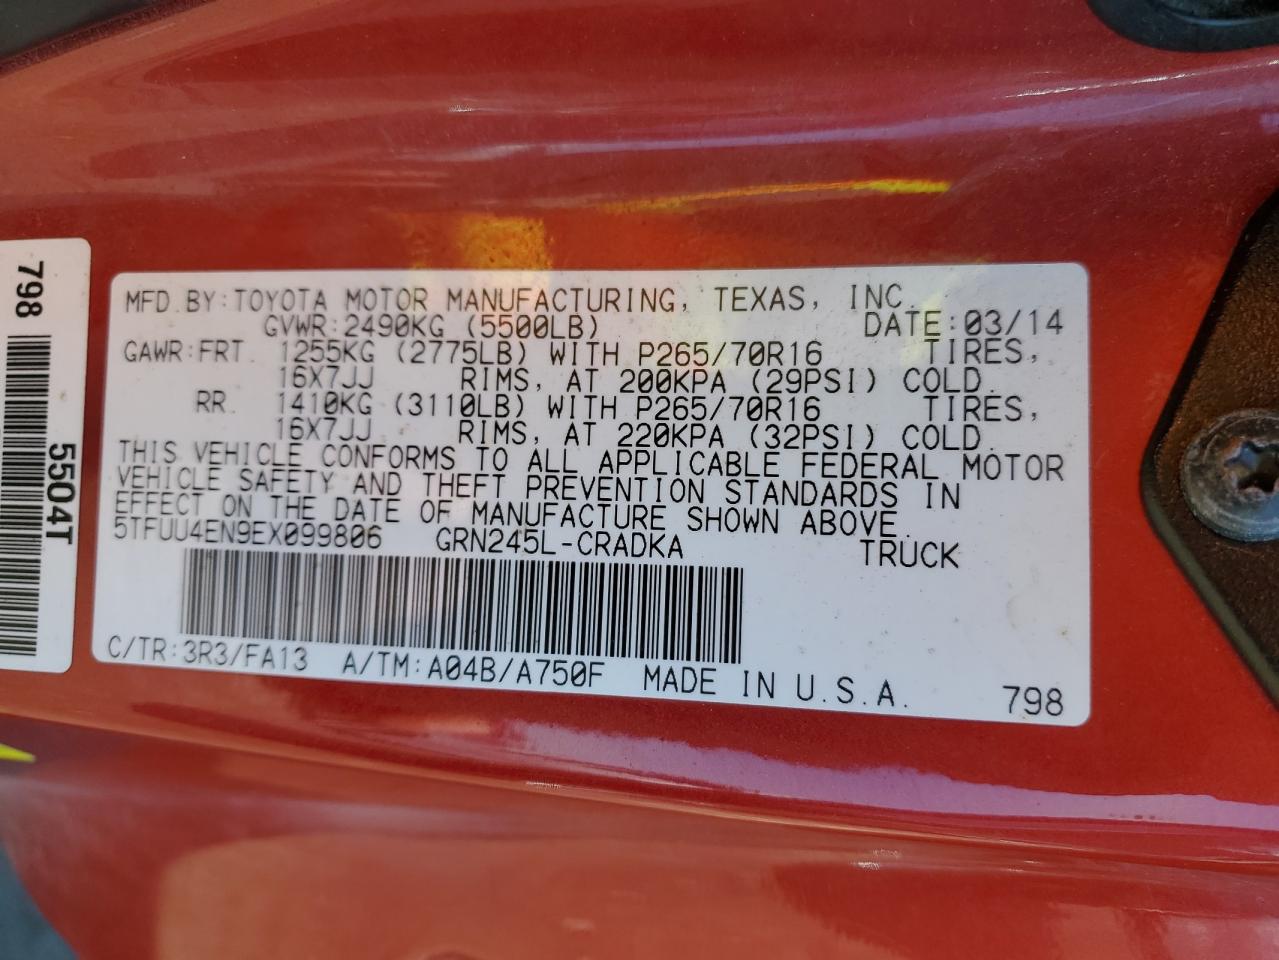 MFD.BY:TOYOTA MOTOR MANUFACTURING, TEXAS, INC.
GVWR:2490KG (5500LB) DATE:03/14
GAWR:FRT. 1255KG (2775LB) WITH P265/70R16 TIRES,
16X7JJ RIMS, AT 200KPA (29PSI) COLD.
RR. 1410KG (3110LB) WITH P265/70R16 TIRES,
16X7JJ RIMS, AT 220KPA (32PSI) COLD.
THIS VEHICLE CONFORMS TO ALL APPLICABLE FEDERAL MOTOR
VEHICLE SAFETY AND THEFT PREVENTION STANDARDS IN
EFFECT ON THE DATE OF MANUFACTURE SHOWN ABOVE.
5TFUU4EN9EX099806 GRN245L-CRADKA TRUCK
C/TR:3R3/FA13 A/TM:A04B/A750F MADE IN U.S.A. 798
798
5504T